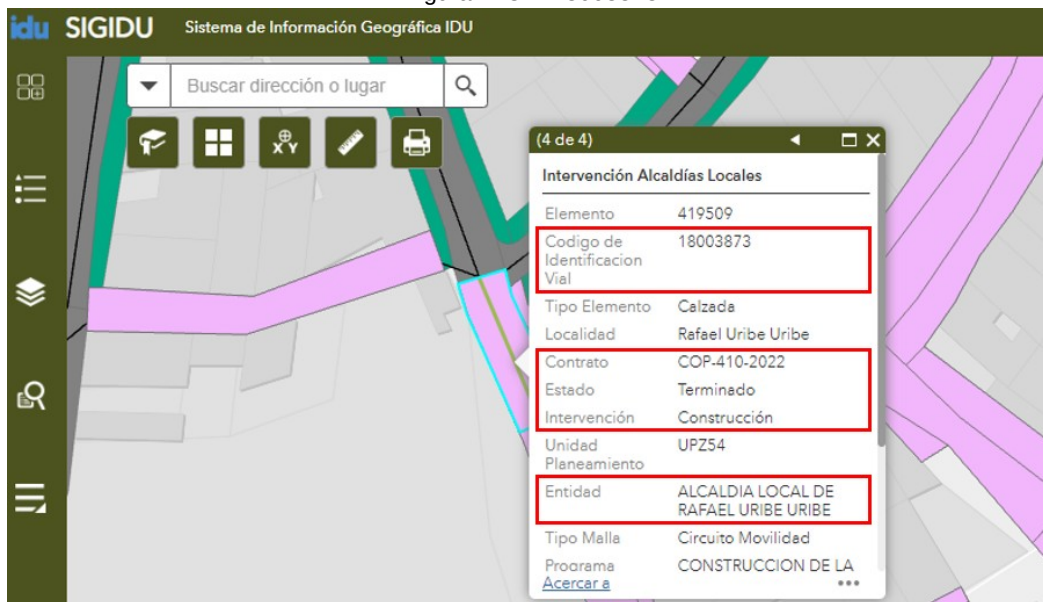 idu SIGIDU Sistema de Información Geográfica IDU
Buscar dirección o lugar
X Y
(4 de 4)
Intervención Alcaldías Locales
Elemento 419509
Codigo de 18003873
Identificacion
Vial
Tipo Elemento Calzada
Localidad Rafael Uribe Uribe
Contrato COP-410-2022
Estado Terminado
Intervención Construcción
Unidad UPZ54
Planeamiento
Entidad ALCALDIA LOCAL DE
RAFAEL URIBE URIBE
Tipo Malla Circuito Movilidad
Programa CONSTRUCCION DE LA
Acercar a